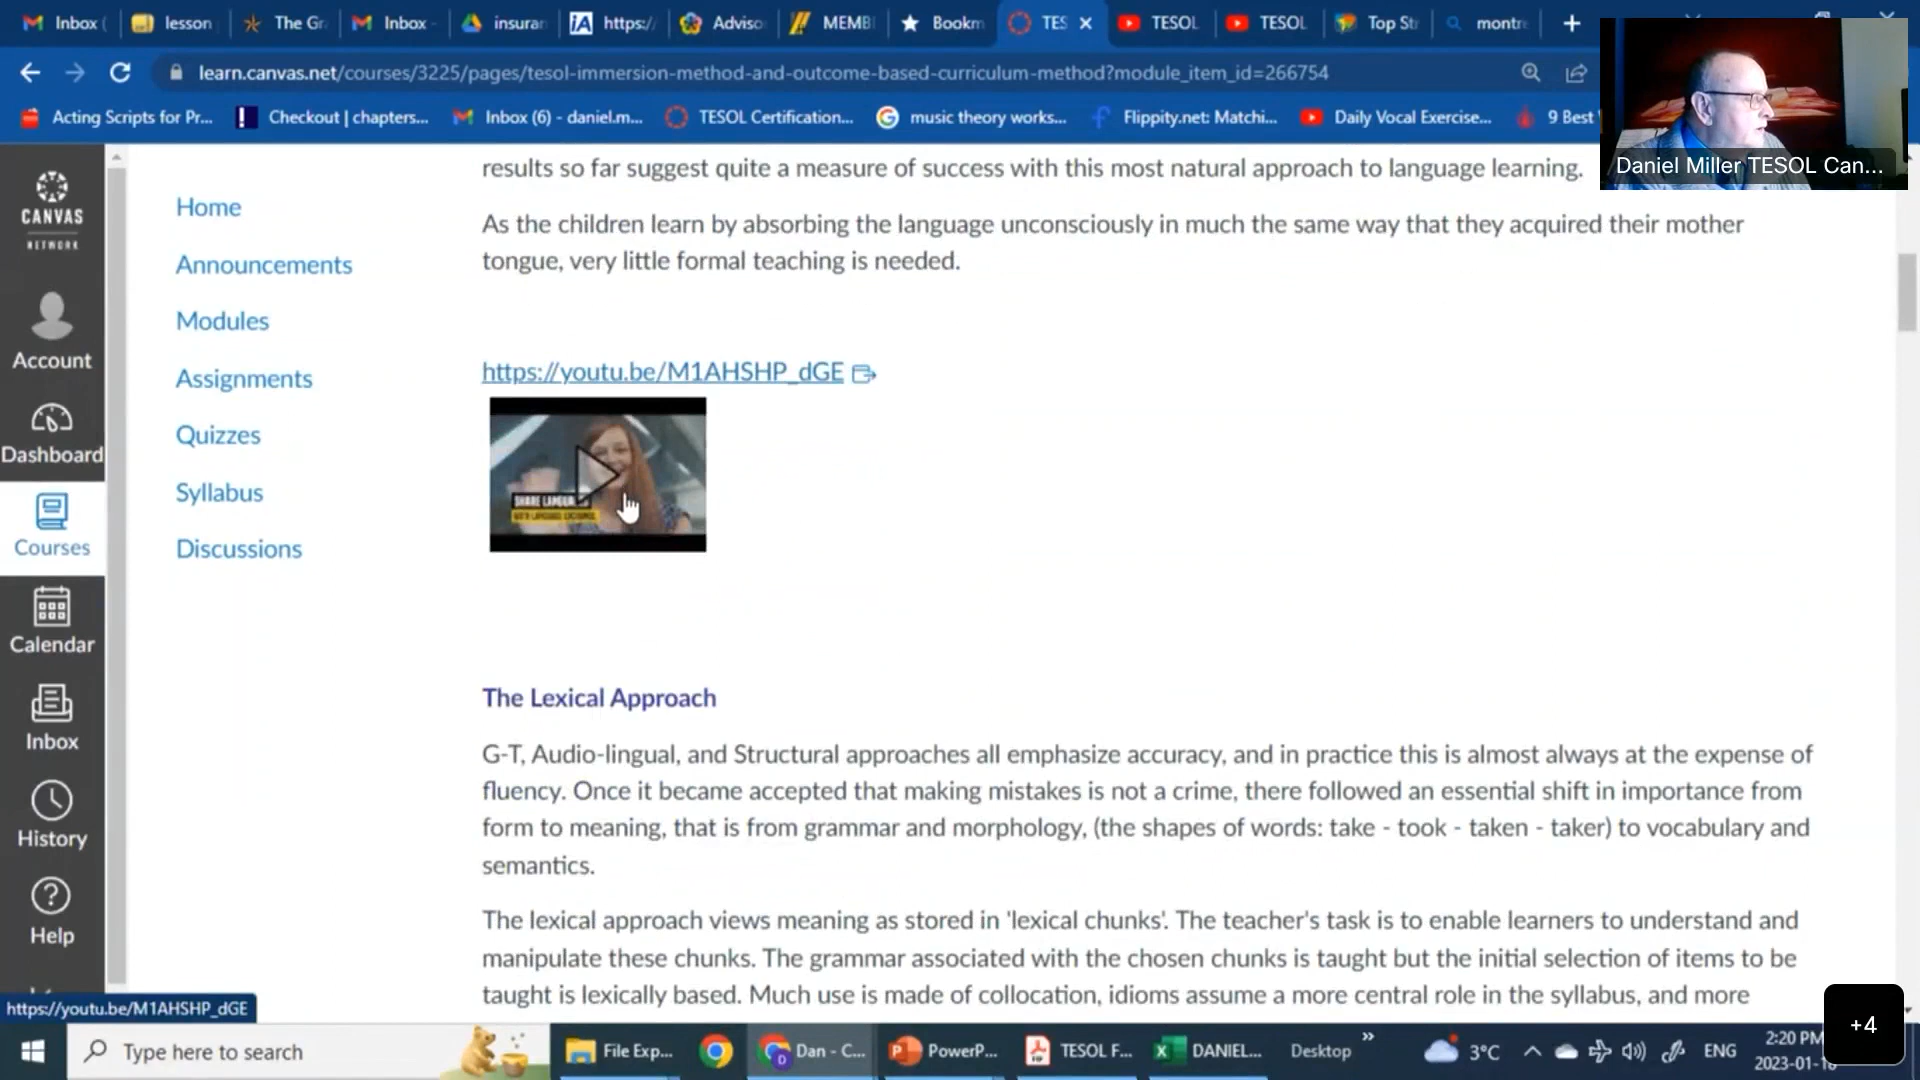 Inbox (
lesson
The Gr
Inbox -
insurar
iA
https:/
Adviso
MEMB
Bookm
TES
TESOL
TESOL
Top Str
montre
learn.canvas.net/courses/3225/pages/tesol-immersion-method-and-outcome-based-curriculum-method?module_item_id=266754
Acting Scripts for Pr...
Checkout | chapters...
Inbox (6) - daniel.m...
TESOL Certification...
music theory works...
Flippity.net: Matchi...
Daily Vocal Exercise...
9 Best
Daniel Miller TESOL Can...
CANVAS
NETWORK
Account
Dashboard
Courses
Calendar
Inbox
History
Help
Home
Announcements
Modules
Assignments
Quizzes
Syllabus
Discussions
results so far suggest quite a measure of success with this most natural approach to language learning.
As the children learn by absorbing the language unconsciously in much the same way that they acquired their mother
tongue, very little formal teaching is needed.
https://youtu.be/M1AHSHP_dGE
The Lexical Approach
G-T, Audio-lingual, and Structural approaches all emphasize accuracy, and in practice this is almost always at the expense of
fluency. Once it became accepted that making mistakes is not a crime, there followed an essential shift in importance from
form to meaning, that is from grammar and morphology, (the shapes of words: take - took - taken - taker) to vocabulary and
semantics.
The lexical approach views meaning as stored in 'lexical chunks'. The teacher's task is to enable learners to understand and
manipulate these chunks. The grammar associated with the chosen chunks is taught but the initial selection of items to be
taught is lexically based. Much use is made of collocation, idioms assume a more central role in the syllabus, and more
https://youtu.be/M1AHSHP_dGE
+4
Type here to search
File Exp...
Dan - C...
PowerP...
TESOL F...
DANIEL...
Desktop
3°C
ENG
2:20 PM
2023-01-